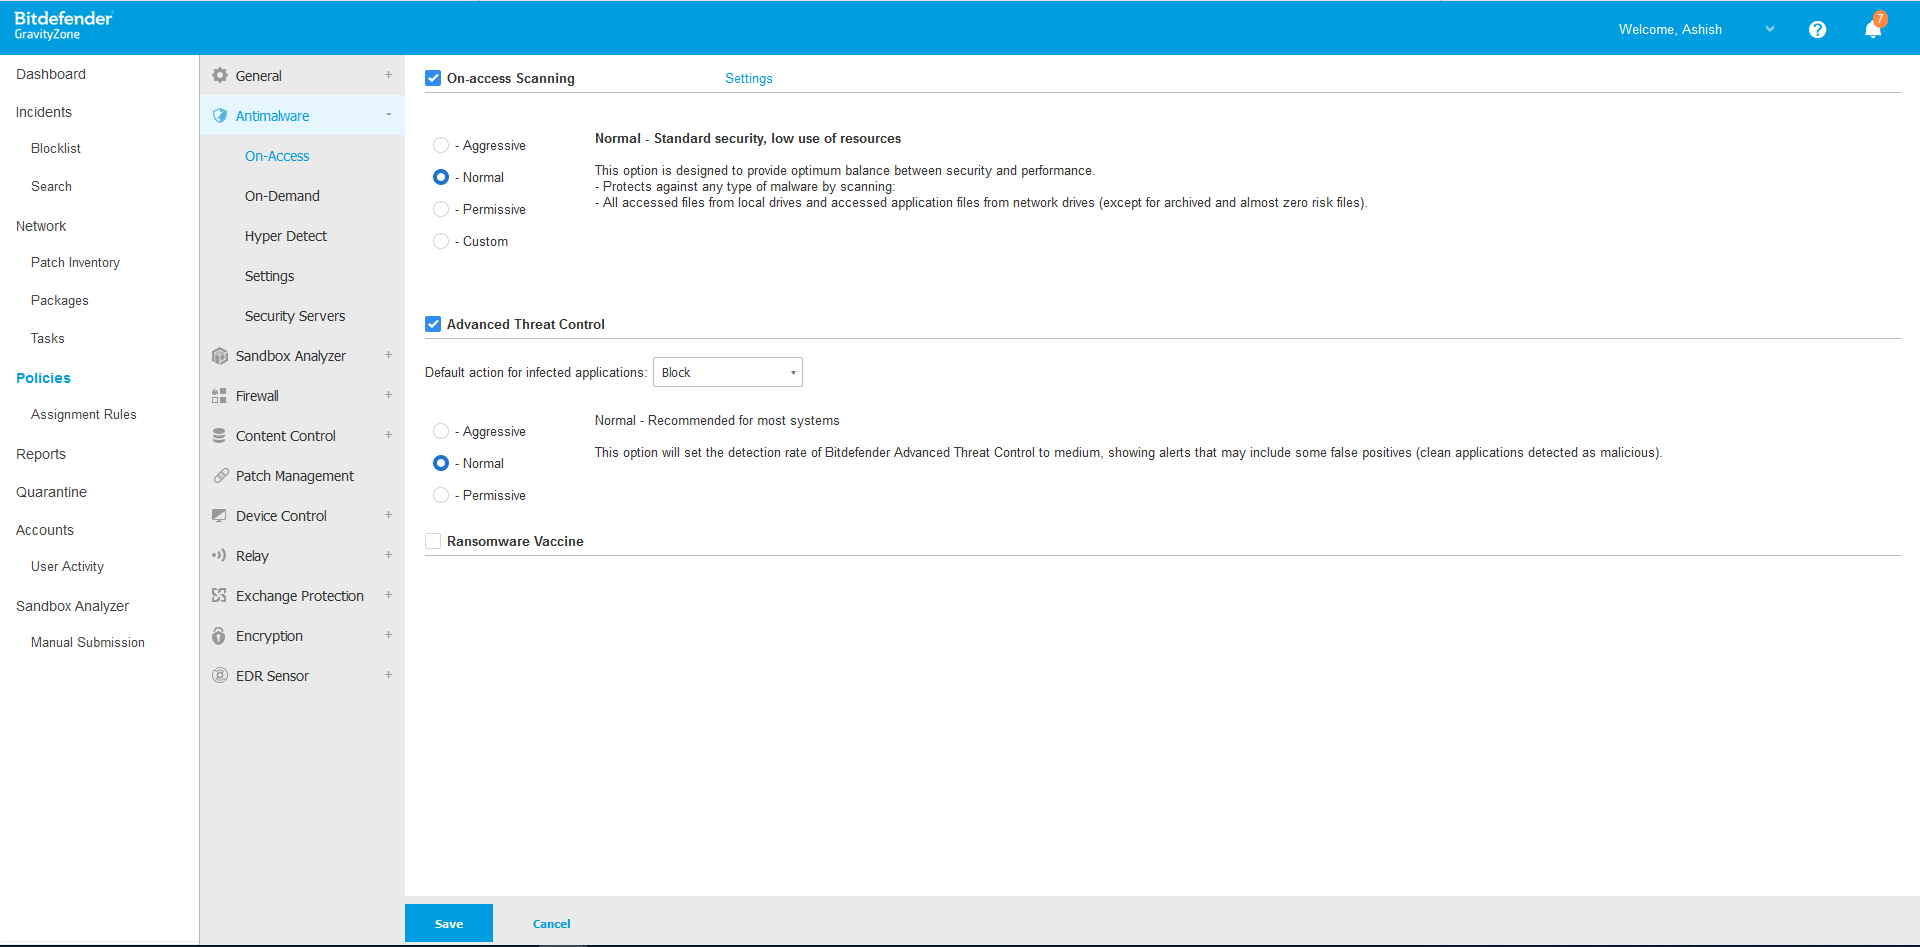 Bitdefender
GravityZone
Welcome, Ashish
7
Dashboard
Incidents
Blocklist
Search
Network
Patch Inventory
Packages
Tasks
Policies
Assignment Rules
Reports
Quarantine
Accounts
User Activity
Sandbox Analyzer
Manual Submission
General +
Antimalware -
On-Access
On-Demand
Hyper Detect
Settings
Security Servers
Sandbox Analyzer +
Firewall +
Content Control +
Patch Management
Device Control +
Relay +
Exchange Protection +
Encryption +
EDR Sensor +
On-access Scanning Settings
- Aggressive
- Normal
- Permissive
- Custom
Normal - Standard security, low use of resources
This option is designed to provide optimum balance between security and performance.
- Protects against any type of malware by scanning:
- All accessed files from local drives and accessed application files from network drives (except for archived and almost zero risk files).
Advanced Threat Control
Default action for infected applications: Block
- Aggressive
- Normal
- Permissive
Normal - Recommended for most systems
This option will set the detection rate of Bitdefender Advanced Threat Control to medium, showing alerts that may include some false positives (clean applications detected as malicious).
Ransomware Vaccine
Save Cancel